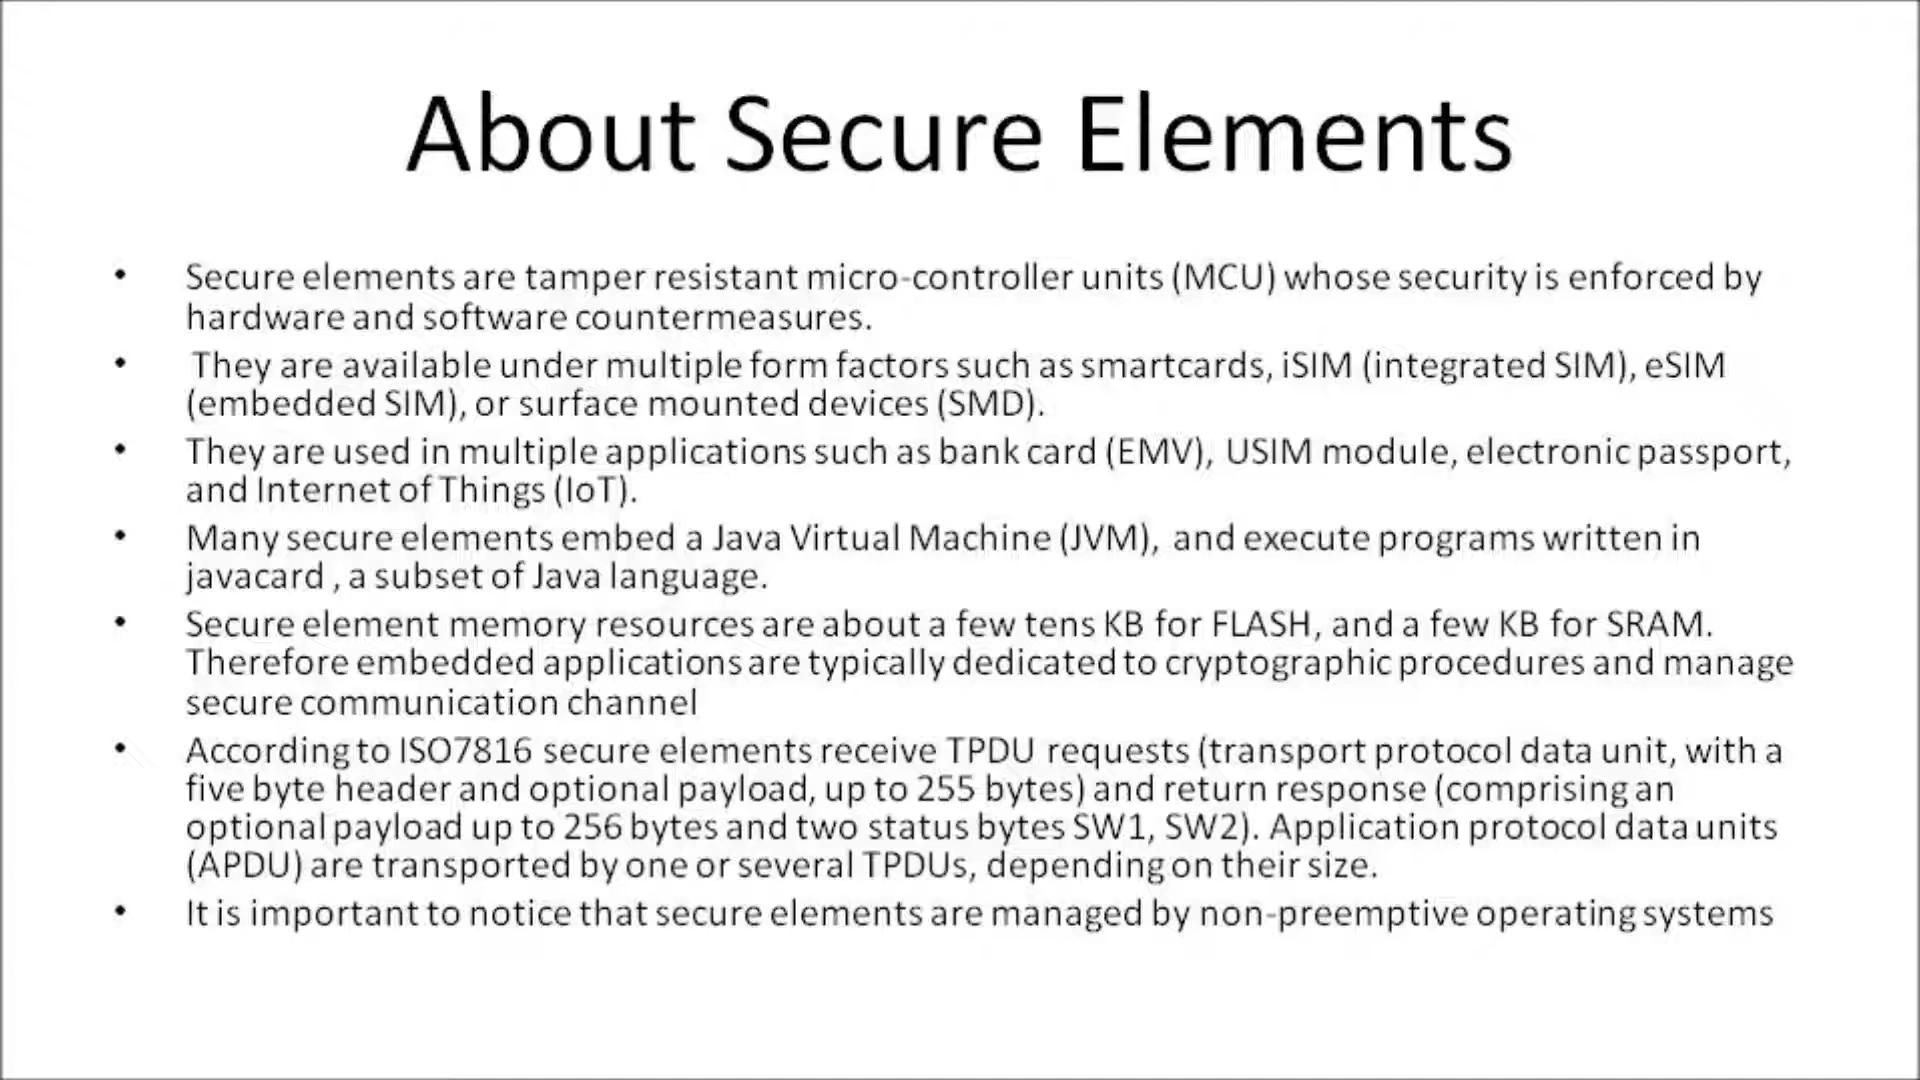 About Secure Elements
• Secure elements are tamper resistant micro-controller units (MCU) whose security is enforced by
hardware and software countermeasures.
• They are available under multiple form factors such as smartcards, iSIM (integrated SIM), eSIM
(embedded SIM), or surface mounted devices (SMD).
• They are used in multiple applications such as bank card (EMV), USIM module, electronic passport,
and Internet of Things (IoT).
• Many secure elements embed a Java Virtual Machine (JVM), and execute programs written in
javacard , a subset of Java language.
• Secure element memory resources are about a few tens KB for FLASH, and a few KB for SRAM.
Therefore embedded applications are typically dedicated to cryptographic procedures and manage
secure communication channel
• According to ISO7816 secure elements receive TPDU requests (transport protocol data unit, with a
five byte header and optional payload, up to 255 bytes) and return response (comprising an
optional payload up to 256 bytes and two status bytes SW1, SW2). Application protocol data units
(APDU) are transported by one or several TPDUs, depending on their size.
• It is important to notice that secure elements are managed by non-preemptive operating systems